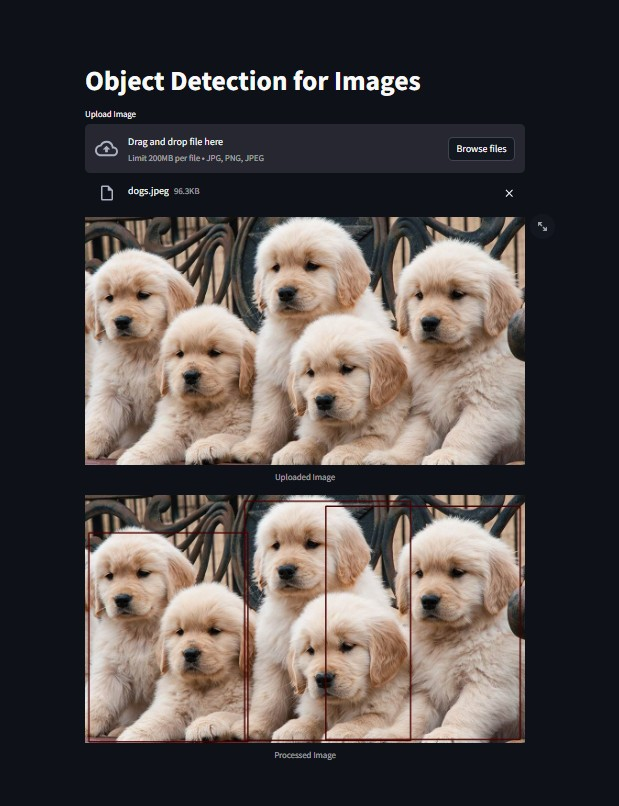 Object Detection for Images
Upload Image
Drag and drop file here
Limit 200MB per file • JPG, PNG, JPEG
Browse files
dogs.jpeg 96.3KB
Uploaded Image
Processed Image